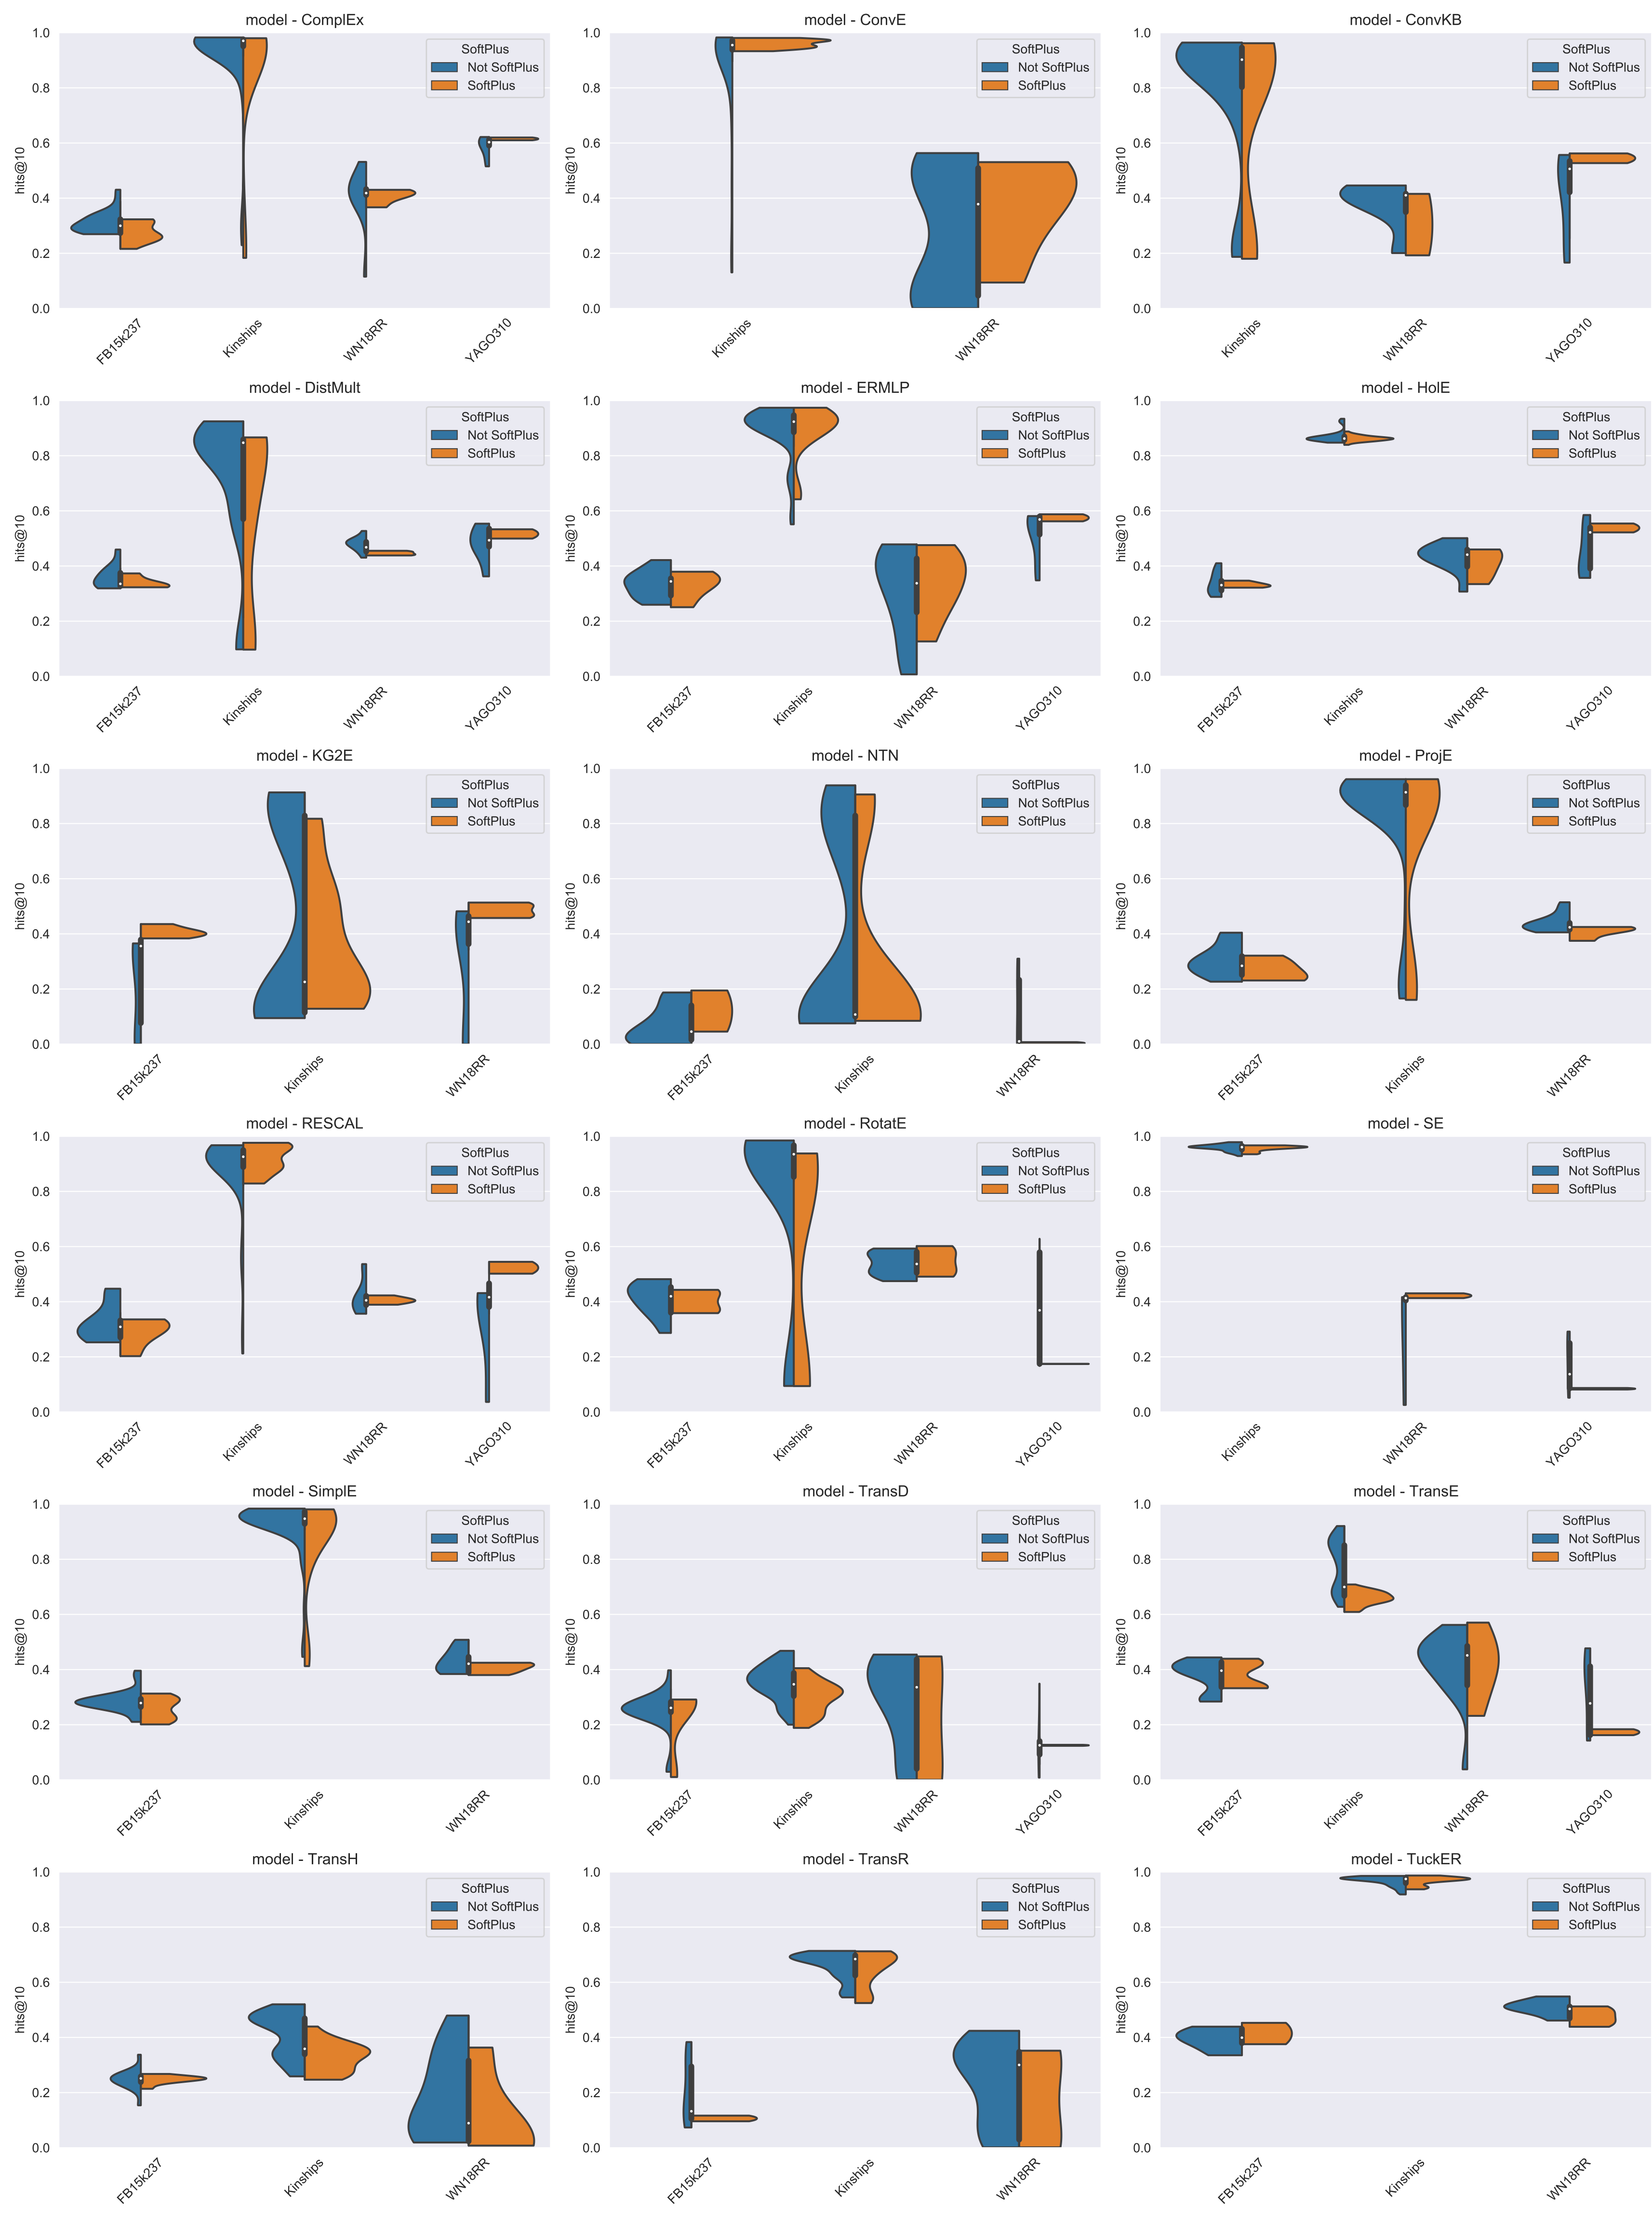 model - ComplEx
1.0
0.8
0.6
0.4
0.2
0.0
hits@10
SoftPlus
Not SoftPlus
SoftPlus
FB15k237
Kinships
WN18RR
YAGO310
model - ConvE
1.0
0.8
0.6
0.4
0.2
0.0
hits@10
SoftPlus
Not SoftPlus
SoftPlus
Kinships
WN18RR
model - ConvKB
1.0
0.8
0.6
0.4
0.2
0.0
hits@10
SoftPlus
Not SoftPlus
SoftPlus
Kinships
WN18RR
YAGO310
model - DistMult
1.0
0.8
0.6
0.4
0.2
0.0
hits@10
SoftPlus
Not SoftPlus
SoftPlus
FB15k237
Kinships
WN18RR
YAGO310
model - ERMLP
1.0
0.8
0.6
0.4
0.2
0.0
hits@10
SoftPlus
Not SoftPlus
SoftPlus
FB15k237
Kinships
WN18RR
YAGO310
model - HolE
1.0
0.8
0.6
0.4
0.2
0.0
hits@10
SoftPlus
Not SoftPlus
SoftPlus
FB15k237
Kinships
WN18RR
YAGO310
model - KG2E
1.0
0.8
0.6
0.4
0.2
0.0
hits@10
SoftPlus
Not SoftPlus
SoftPlus
FB15k237
Kinships
WN18RR
model - NTN
1.0
0.8
0.6
0.4
0.2
0.0
hits@10
SoftPlus
Not SoftPlus
SoftPlus
FB15k237
Kinships
WN18RR
model - ProjE
1.0
0.8
0.6
0.4
0.2
0.0
hits@10
SoftPlus
Not SoftPlus
SoftPlus
FB15k237
Kinships
WN18RR
model - RESCAL
1.0
0.8
0.6
0.4
0.2
0.0
hits@10
SoftPlus
Not SoftPlus
SoftPlus
FB15k237
Kinships
WN18RR
YAGO310
model - RotatE
1.0
0.8
0.6
0.4
0.2
0.0
hits@10
SoftPlus
Not SoftPlus
SoftPlus
FB15k237
Kinships
WN18RR
YAGO310
model - SE
1.0
0.8
0.6
0.4
0.2
0.0
hits@10
SoftPlus
Not SoftPlus
SoftPlus
Kinships
WN18RR
YAGO310
model - SimplE
1.0
0.8
0.6
0.4
0.2
0.0
hits@10
SoftPlus
Not SoftPlus
SoftPlus
FB15k237
Kinships
WN18RR
model - TransD
1.0
0.8
0.6
0.4
0.2
0.0
hits@10
SoftPlus
Not SoftPlus
SoftPlus
FB15k237
Kinships
WN18RR
YAGO310
model - TransE
1.0
0.8
0.6
0.4
0.2
0.0
hits@10
SoftPlus
Not SoftPlus
SoftPlus
FB15k237
Kinships
WN18RR
YAGO310
model - TransH
1.0
0.8
0.6
0.4
0.2
0.0
hits@10
SoftPlus
Not SoftPlus
SoftPlus
FB15k237
Kinships
WN18RR
model - TransR
1.0
0.8
0.6
0.4
0.2
0.0
hits@10
SoftPlus
Not SoftPlus
SoftPlus
FB15k237
Kinships
WN18RR
model - TuckER
1.0
0.8
0.6
0.4
0.2
0.0
hits@10
SoftPlus
Not SoftPlus
SoftPlus
FB15k237
Kinships
WN18RR